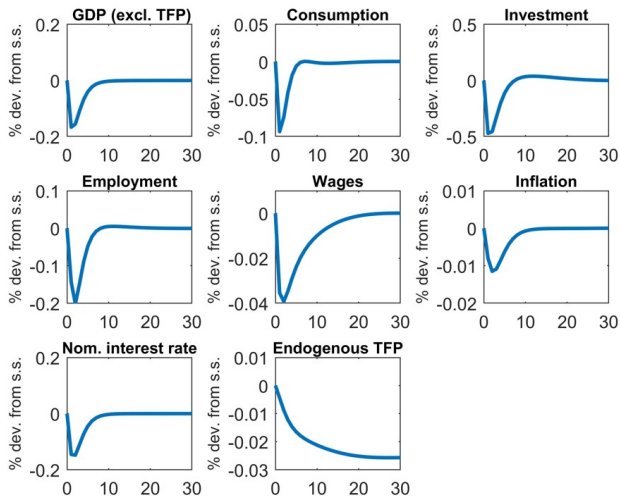 GDP (excl. TFP)
% dev. from s.s.
0.2
0
-0.2
0 10 20 30
Consumption
% dev. from s.s.
0.05
0
-0.05
-0.1
0 10 20 30
Investment
% dev. from s.s.
0.5
0
-0.5
0 10 20 30
Employment
% dev. from s.s.
0.1
0
-0.1
-0.2
0 10 20 30
Wages
% dev. from s.s.
0
-0.02
-0.04
0 10 20 30
Inflation
% dev. from s.s.
0.01
0
-0.01
-0.02
0 10 20 30
Nom. interest rate
% dev. from s.s.
0.2
0
-0.2
0 10 20 30
Endogenous TFP
% dev. from s.s.
0.01
0
-0.01
-0.02
-0.03
0 10 20 30